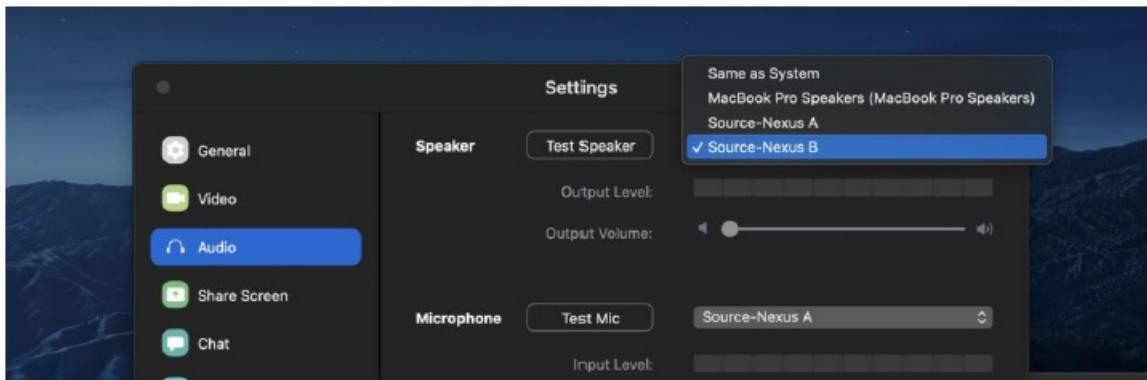 Settings
Same as System
MacBook Pro Speakers (MacBook Pro Speakers)
Source-Nexus A
✓ Source-Nexus B
General
Video
Audio
Share Screen
Chat
Speaker
Test Speaker
Output Level:
Output Volume:
Microphone
Test Mic
Source-Nexus A
Input Level: